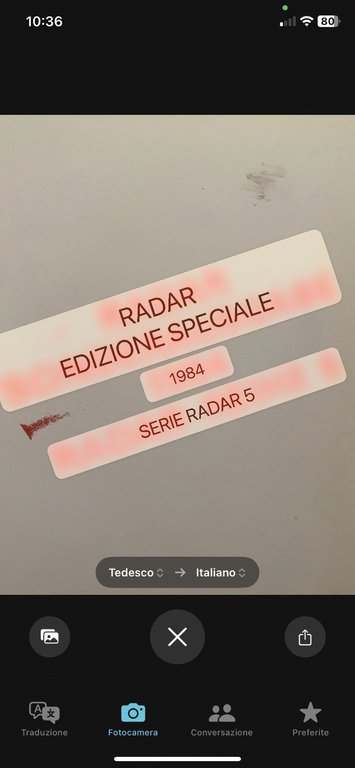 10:36
80
RADAR
EDIZIONE SPECIALE
1984
SERIE RADAR 5
Tedesco → Italiano
Traduzione
Fotocamera
Conversazione
Preferite